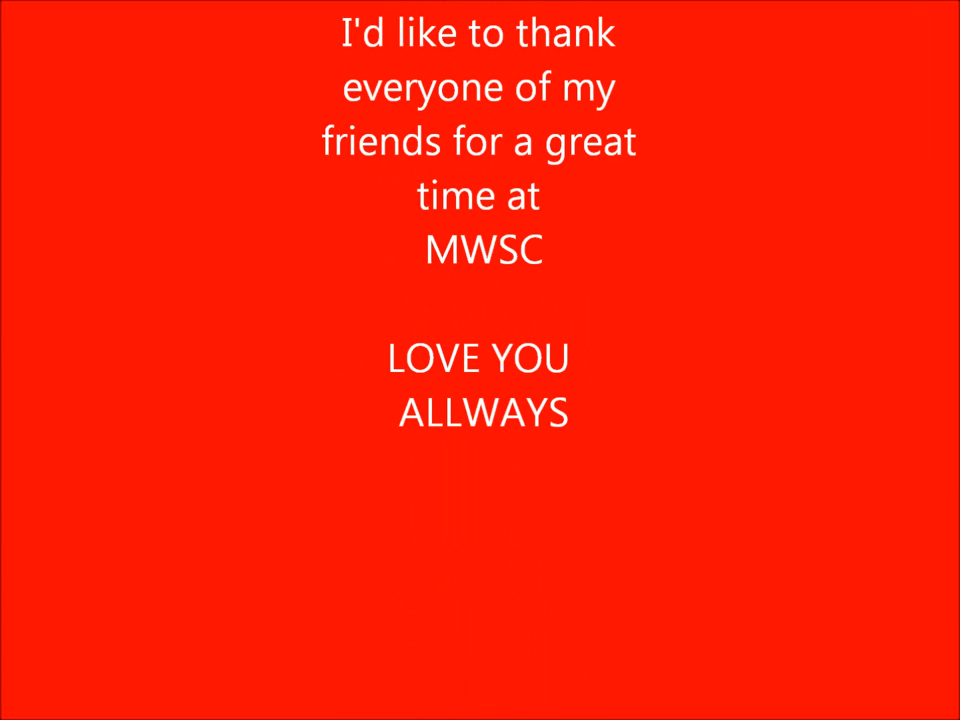 I'd like to thank
everyone of my
friends for a great
time at
MWSC
LOVE YOU
ALLWAYS